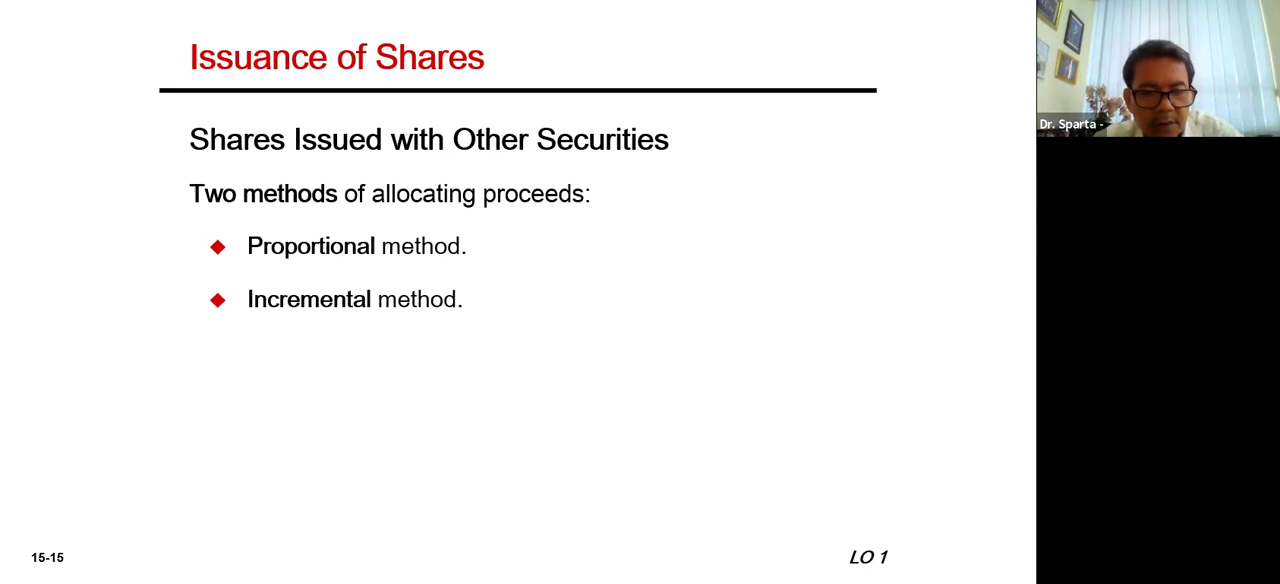 Issuance of Shares
Shares Issued with Other Securities
Two methods of allocating proceeds:
Proportional method.
Incremental method.
15-15
LO 1
Dr. Sparta -